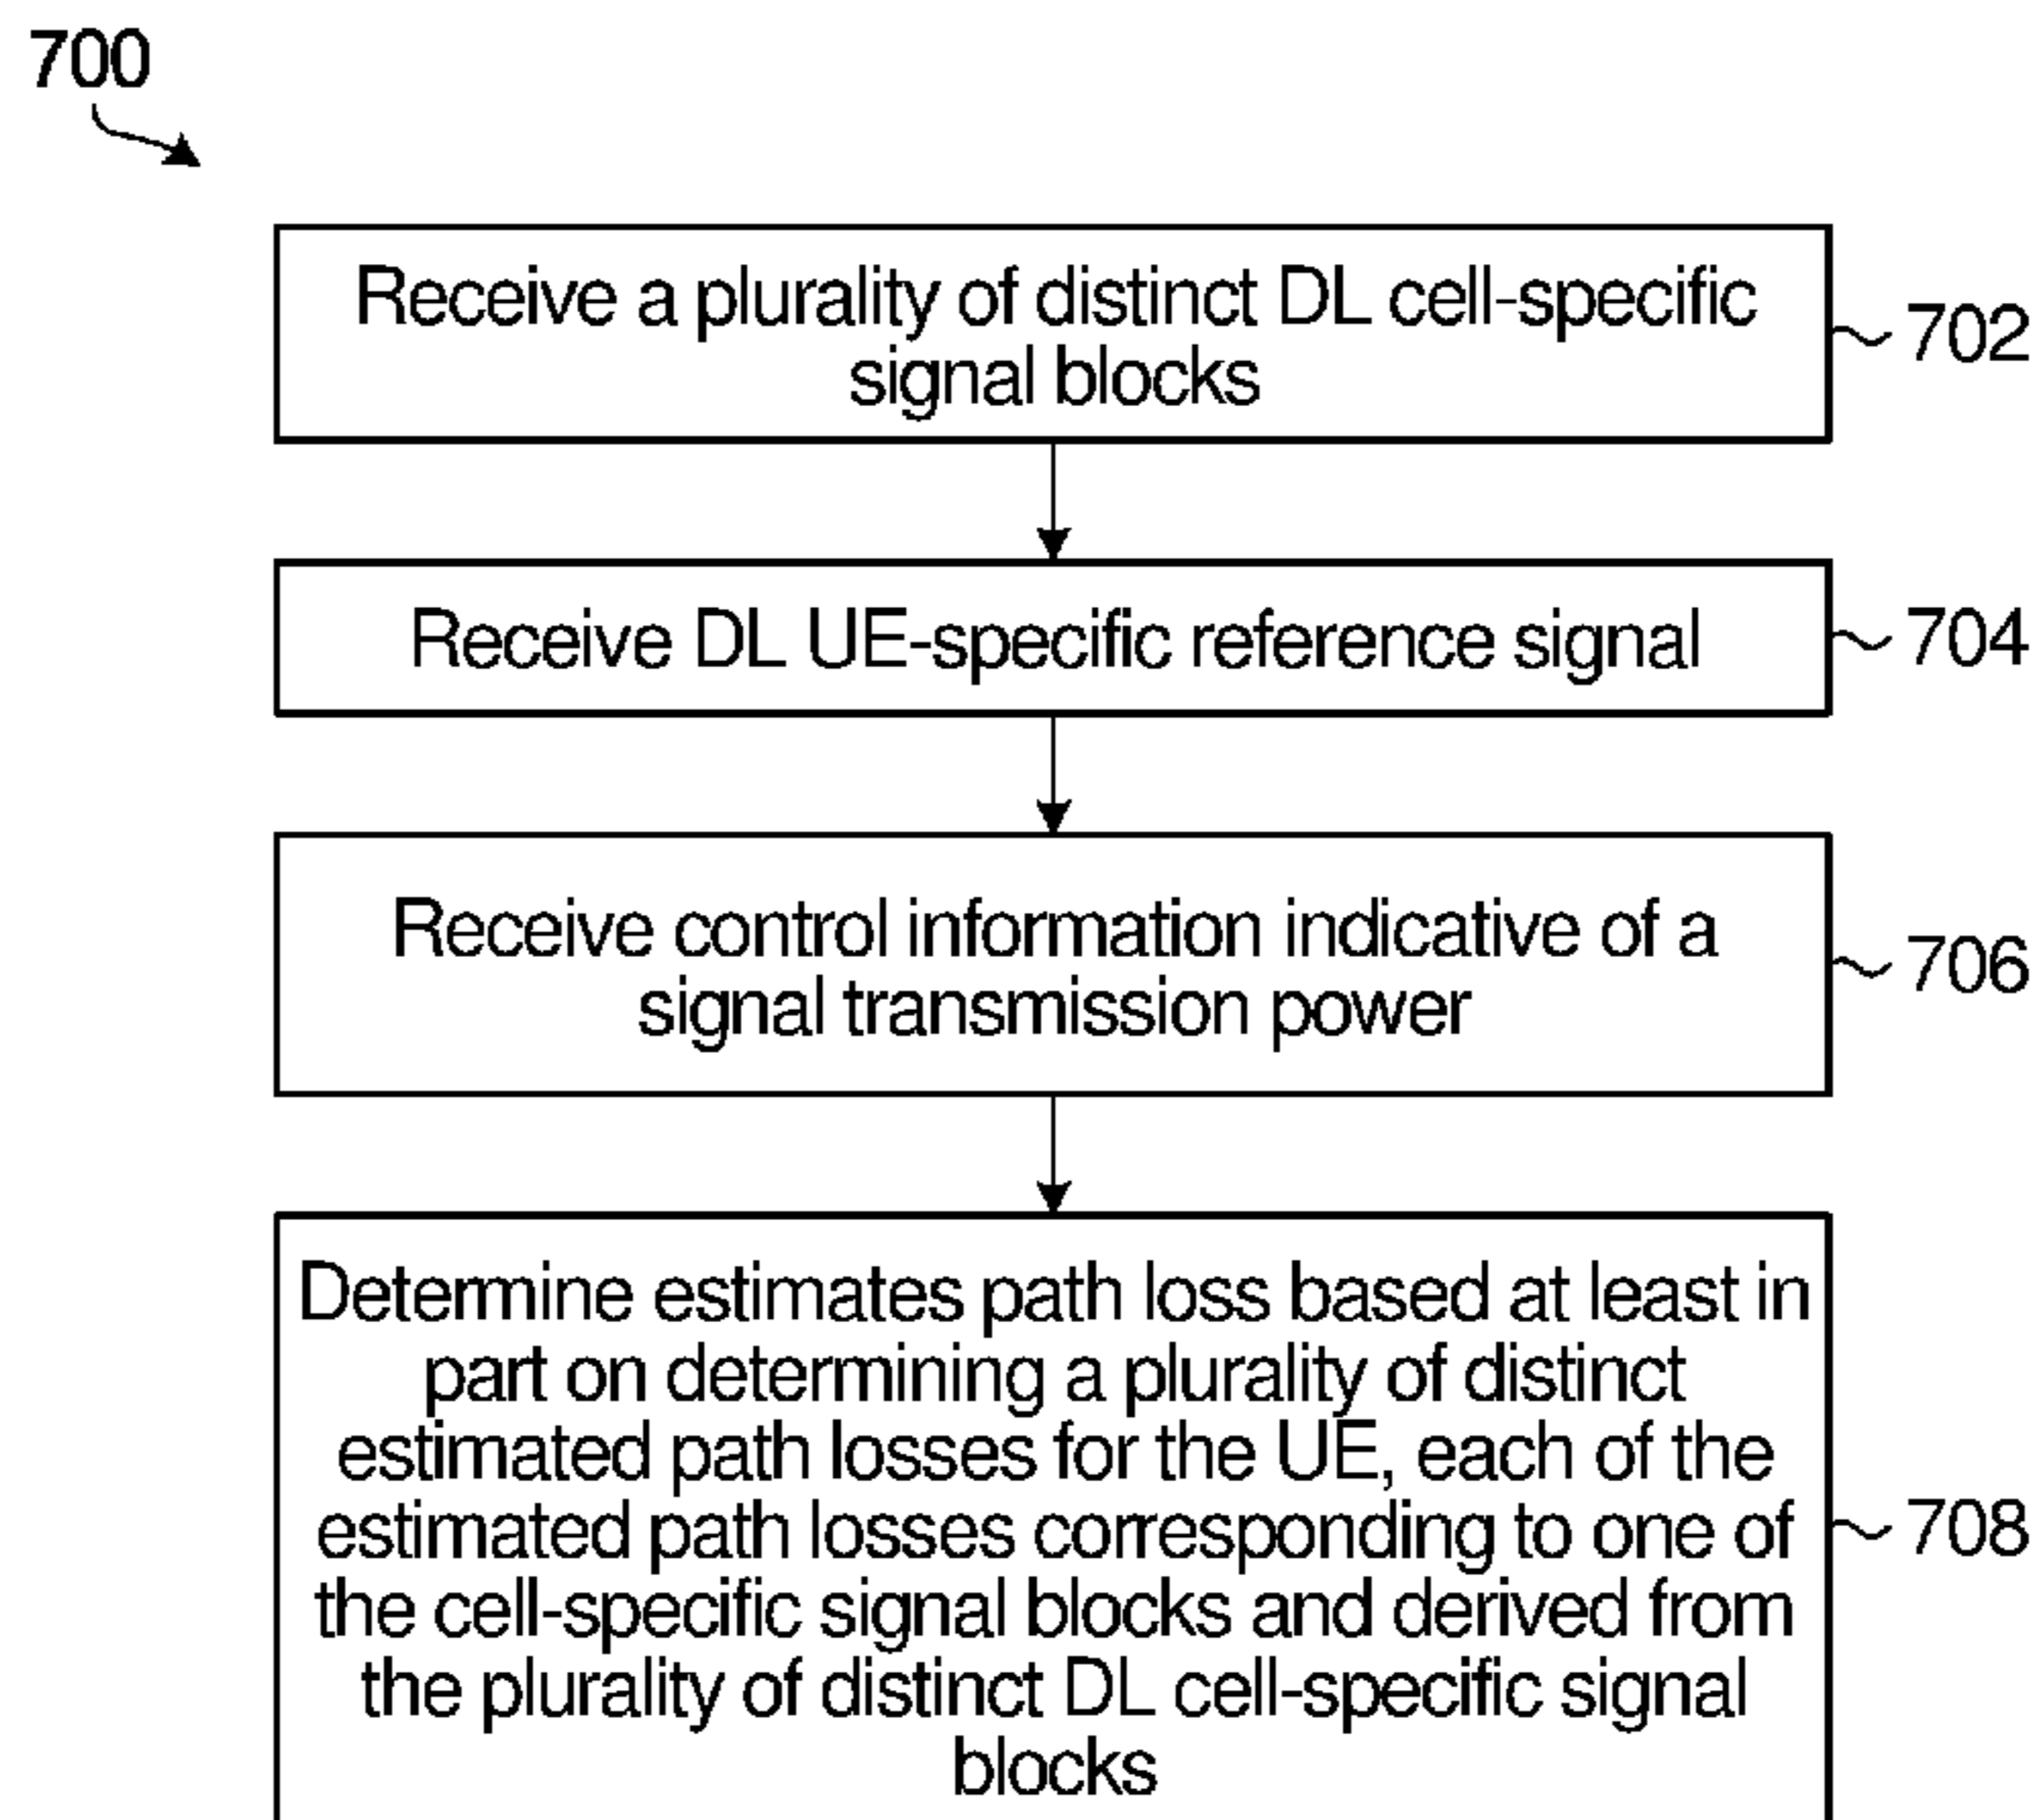 700
Receive a plurality of distinct DL cell-specific
signal blocks
702
Receive DL UE-specific reference signal
704
Receive control information indicative of a
signal transmission power
706
Determine estimates path loss based at least in
part on determining a plurality of distinct
estimated path losses for the UE, each of the
estimated path losses corresponding to one of
the cell-specific signal blocks and derived from
the plurality of distinct DL cell-specific signal
blocks
708